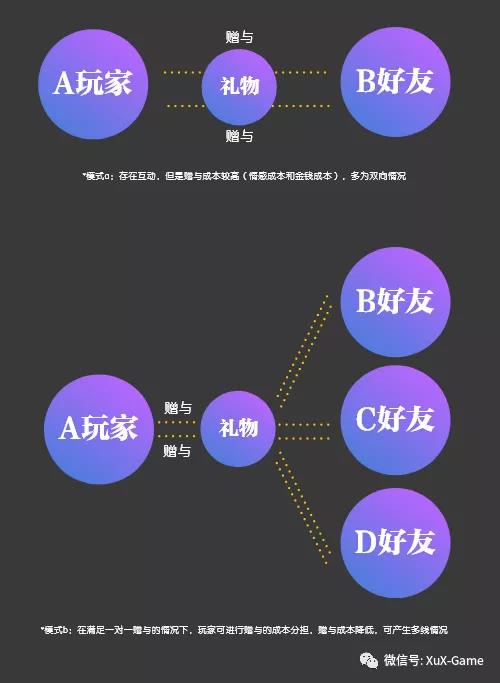 赠与
A玩家
礼物
B好友
赠与
*模式a：存在互动，但是赠与成本较高（情感成本和金钱成本），多为双向情况
B好友
赠与
A玩家
礼物
C好友
赠与
D好友
*模式b：在满足一对一赠与的情况下，玩家可进行赠与的成本分担，赠与成本降低，可产生多线情况
微信号: XuX-Game